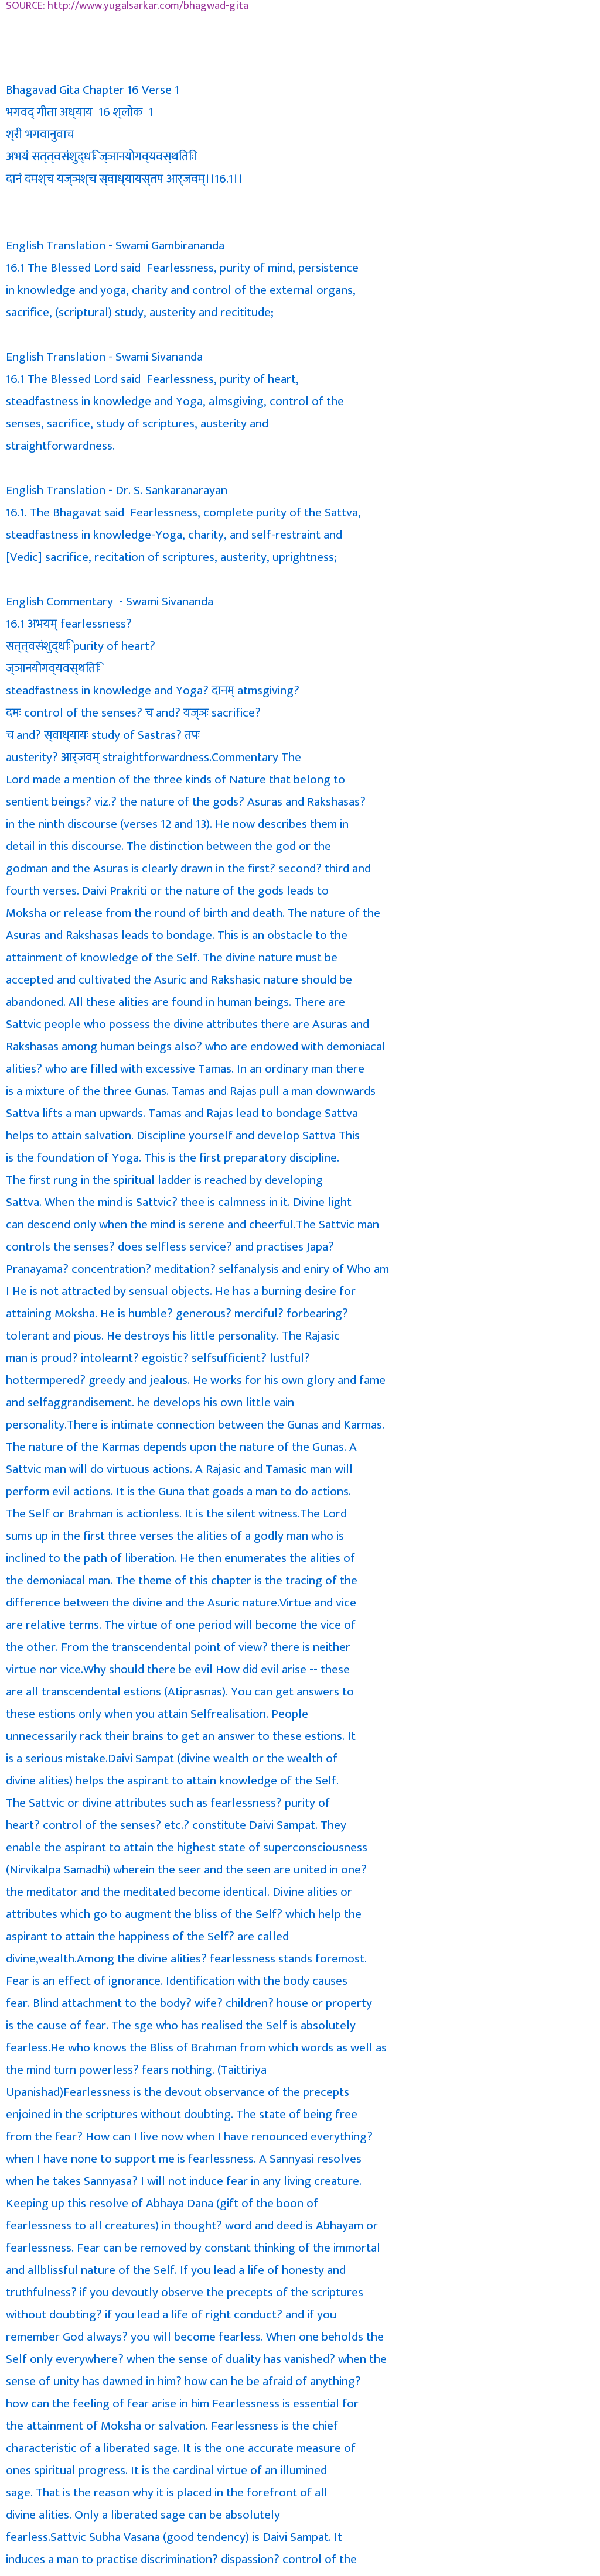 SOURCE: http://www.yugalsarkar.com/bhagwad-gita
Bhagavad Gita Chapter 16 Verse 1
भगवद् गीता अध्याय  16 श्लोक  1
श्री भगवानुवाच
अभयं सत्त्वसंशुद्धिः ज्ञानयोगव्यवस्थितिः।
दानं दमश्च यज्ञश्च स्वाध्यायस्तप आर्जवम्।।16.1।।
English Translation - Swami Gambirananda
16.1 The Blessed Lord said  Fearlessness, purity of mind, persistence
in knowledge and yoga, charity and control of the external organs,
sacrifice, (scriptural) study, austerity and recititude;
English Translation - Swami Sivananda
16.1 The Blessed Lord said  Fearlessness, purity of heart,
steadfastness in knowledge and Yoga, almsgiving, control of the
senses, sacrifice, study of scriptures, austerity and
straightforwardness.
English Translation - Dr. S. Sankaranarayan
16.1. The Bhagavat said  Fearlessness, complete purity of the Sattva,
steadfastness in knowledge-Yoga, charity, and self-restraint and
[Vedic] sacrifice, recitation of scriptures, austerity, uprightness;
English Commentary  - Swami Sivananda
16.1 अभयम् fearlessness?
सत्त्वसंशुद्धिः purity of heart?
ज्ञानयोगव्यवस्थितिः
steadfastness in knowledge and Yoga? दानम् atmsgiving?
दमः control of the senses? च and? यज्ञः sacrifice?
च and? स्वाध्यायः study of Sastras? तपः
austerity? आर्जवम् straightforwardness.Commentary The
Lord made a mention of the three kinds of Nature that belong to
sentient beings? viz.? the nature of the gods? Asuras and Rakshasas?
in the ninth discourse (verses 12 and 13). He now describes them in
detail in this discourse. The distinction between the god or the
godman and the Asuras is clearly drawn in the first? second? third and
fourth verses. Daivi Prakriti or the nature of the gods leads to
Moksha or release from the round of birth and death. The nature of the
Asuras and Rakshasas leads to bondage. This is an obstacle to the
attainment of knowledge of the Self. The divine nature must be
accepted and cultivated the Asuric and Rakshasic nature should be
abandoned. All these alities are found in human beings. There are
Sattvic people who possess the divine attributes there are Asuras and
Rakshasas among human beings also? who are endowed with demoniacal
alities? who are filled with excessive Tamas. In an ordinary man there
is a mixture of the three Gunas. Tamas and Rajas pull a man downwards
Sattva lifts a man upwards. Tamas and Rajas lead to bondage Sattva
helps to attain salvation. Discipline yourself and develop Sattva This
is the foundation of Yoga. This is the first preparatory discipline.
The first rung in the spiritual ladder is reached by developing
Sattva. When the mind is Sattvic? thee is calmness in it. Divine light
can descend only when the mind is serene and cheerful.The Sattvic man
controls the senses? does selfless service? and practises Japa?
Pranayama? concentration? meditation? selfanalysis and eniry of Who am
I He is not attracted by sensual objects. He has a burning desire for
attaining Moksha. He is humble? generous? merciful? forbearing?
tolerant and pious. He destroys his little personality. The Rajasic
man is proud? intolearnt? egoistic? selfsufficient? lustful?
hottermpered? greedy and jealous. He works for his own glory and fame
and selfaggrandisement. he develops his own little vain
personality.There is intimate connection between the Gunas and Karmas.
The nature of the Karmas depends upon the nature of the Gunas. A
Sattvic man will do virtuous actions. A Rajasic and Tamasic man will
perform evil actions. It is the Guna that goads a man to do actions.
The Self or Brahman is actionless. It is the silent witness.The Lord
sums up in the first three verses the alities of a godly man who is
inclined to the path of liberation. He then enumerates the alities of
the demoniacal man. The theme of this chapter is the tracing of the
difference between the divine and the Asuric nature.Virtue and vice
are relative terms. The virtue of one period will become the vice of
the other. From the transcendental point of view? there is neither
virtue nor vice.Why should there be evil How did evil arise -- these
are all transcendental estions (Atiprasnas). You can get answers to
these estions only when you attain Selfrealisation. People
unnecessarily rack their brains to get an answer to these estions. It
is a serious mistake.Daivi Sampat (divine wealth or the wealth of
divine alities) helps the aspirant to attain knowledge of the Self.
The Sattvic or divine attributes such as fearlessness? purity of
heart? control of the senses? etc.? constitute Daivi Sampat. They
enable the aspirant to attain the highest state of superconsciousness
(Nirvikalpa Samadhi) wherein the seer and the seen are united in one?
the meditator and the meditated become identical. Divine alities or
attributes which go to augment the bliss of the Self? which help the
aspirant to attain the happiness of the Self? are called
divine,wealth.Among the divine alities? fearlessness stands foremost.
Fear is an effect of ignorance. Identification with the body causes
fear. Blind attachment to the body? wife? children? house or property
is the cause of fear. The sge who has realised the Self is absolutely
fearless.He who knows the Bliss of Brahman from which words as well as
the mind turn powerless? fears nothing. (Taittiriya
Upanishad)Fearlessness is the devout observance of the precepts
enjoined in the scriptures without doubting. The state of being free
from the fear? How can I live now when I have renounced everything?
when I have none to support me is fearlessness. A Sannyasi resolves
when he takes Sannyasa? I will not induce fear in any living creature.
Keeping up this resolve of Abhaya Dana (gift of the boon of
fearlessness to all creatures) in thought? word and deed is Abhayam or
fearlessness. Fear can be removed by constant thinking of the immortal
and allblissful nature of the Self. If you lead a life of honesty and
truthfulness? if you devoutly observe the precepts of the scriptures
without doubting? if you lead a life of right conduct? and if you
remember God always? you will become fearless. When one beholds the
Self only everywhere? when the sense of duality has vanished? when the
sense of unity has dawned in him? how can he be afraid of anything?
how can the feeling of fear arise in him Fearlessness is essential for
the attainment of Moksha or salvation. Fearlessness is the chief
characteristic of a liberated sage. It is the one accurate measure of
ones spiritual progress. It is the cardinal virtue of an illumined
sage. That is the reason why it is placed in the forefront of all
divine alities. Only a liberated sage can be absolutely
fearless.Sattvic Subha Vasana (good tendency) is Daivi Sampat. It
induces a man to practise discrimination? dispassion? control of the